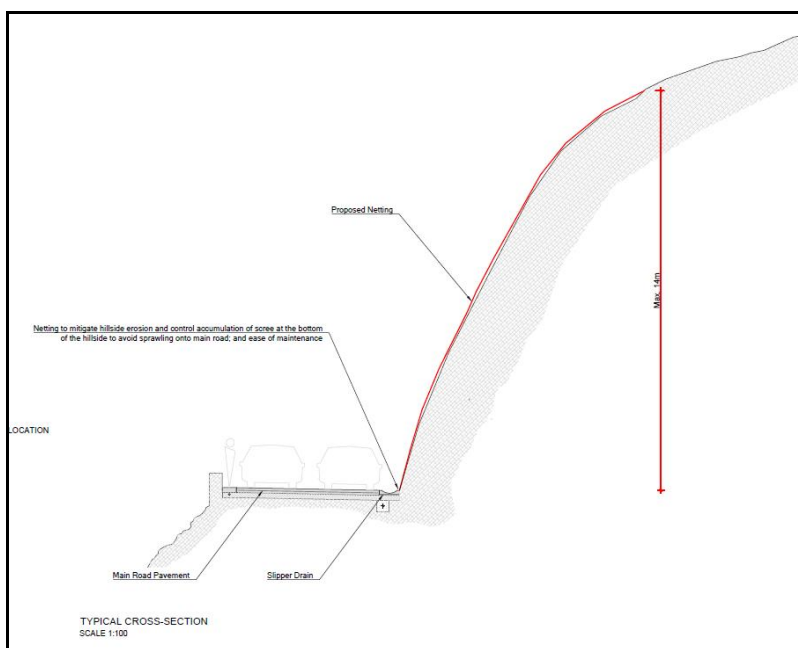 Proposed Netting
Max. 14m
Netting to mitigate hillside erosion and control accumulation of scree at the bottom
of the hillside to avoid sprawling onto main road; and ease of maintenance
LOCATION
Main Road Pavement
Slipper Drain
TYPICAL CROSS-SECTION
SCALE 1:100